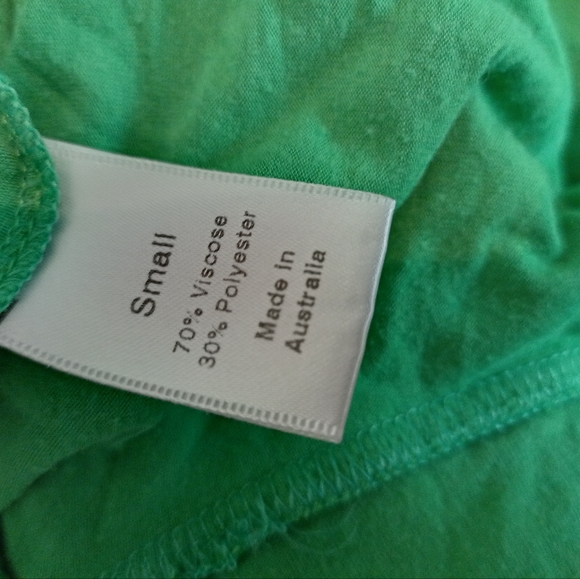 Small
70% Viscose
30% Polyester
Made in
Australia